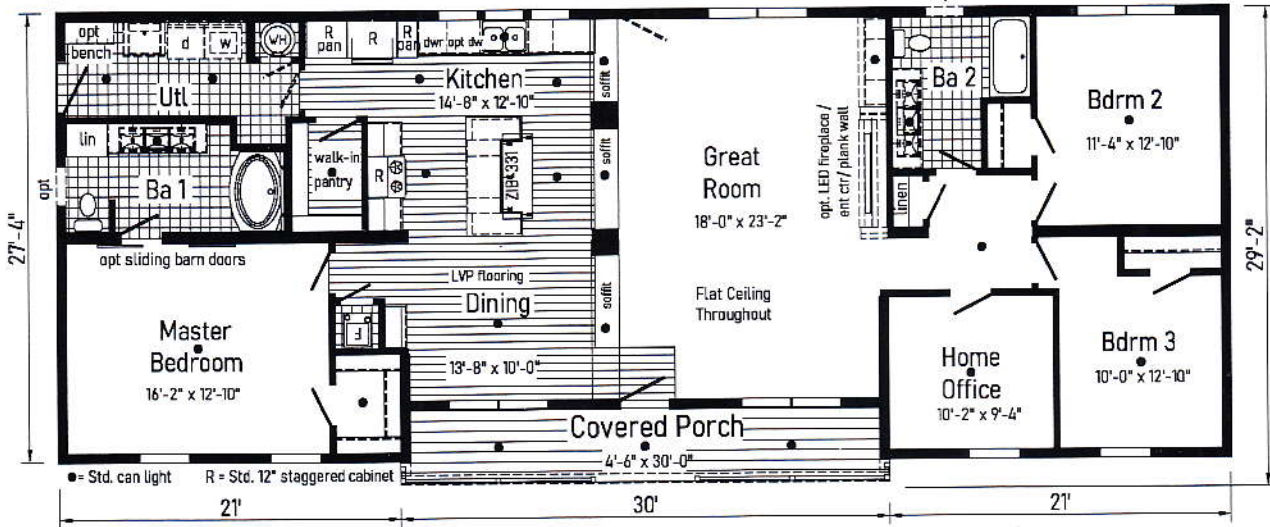 opt
bench
d
w
WH
R
pan
R
R
pan
dwr opt dw
Kitchen
14'-8" x 12'-10"
Utl
lin
Ba 1
opt
walk-in
pantry
R
ZIB4331
soffit
soffit
soffit
Great
Room
18'-0" x 23'-2"
Flat Ceiling
Throughout
opt. LED fireplace /
ent ctr/ plank wall
Ba 2
linen
Bdrm 2
11'-4" x 12'-10"
27'-4"
29'-2"
opt sliding barn doors
LVP flooring
Dining
13'-8" x 10'-0"
F
Master
Bedroom
16'-2" x 12'-10"
Home
Office
10'-2" x 9'-4"
Bdrm 3
10'-0" x 12'-10"
Covered Porch
4'-6" x 30'-0"
●= Std. can light R = Std. 12" staggered cabinet
21'
30'
21'